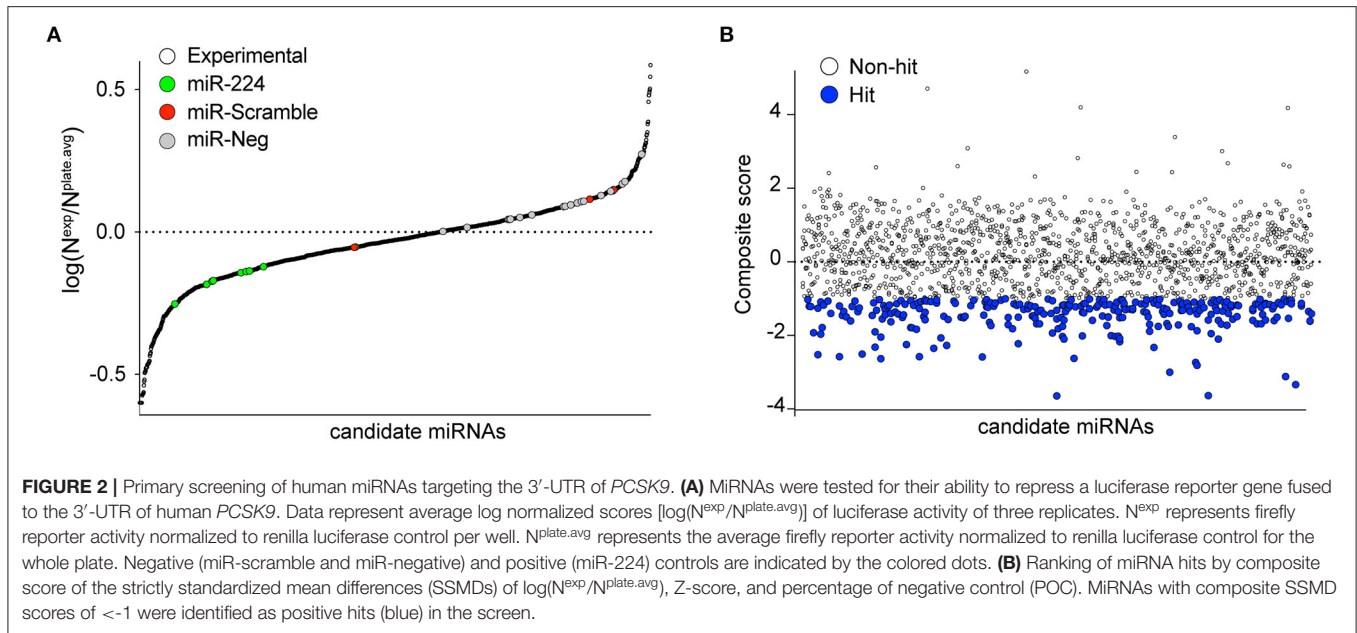 A
Experimental
miR-224
miR-Scramble
miR-Neg
log(N^exp/N^plate.avg)
0.5
0.0
-0.5
candidate miRNAs
B
Non-hit
Hit
Composite score
4
2
0
-2
-4
candidate miRNAs
FIGURE 2 | Primary screening of human miRNAs targeting the 3′-UTR of PCSK9. (A) MiRNAs were tested for their ability to repress a luciferase reporter gene fused
to the 3′-UTR of human PCSK9. Data represent average log normalized scores [log(N^exp/N^plate.avg)] of luciferase activity of three replicates. N^exp represents firefly
reporter activity normalized to renilla luciferase control per well. N^plate.avg represents the average firefly reporter activity normalized to renilla luciferase control for the
whole plate. Negative (miR-scramble and miR-negative) and positive (miR-224) controls are indicated by the colored dots. (B) Ranking of miRNA hits by composite
score of the strictly standardized mean differences (SSMDs) of log(N^exp/N^plate.avg), Z-score, and percentage of negative control (POC). MiRNAs with composite SSMD
scores of <-1 were identified as positive hits (blue) in the screen.